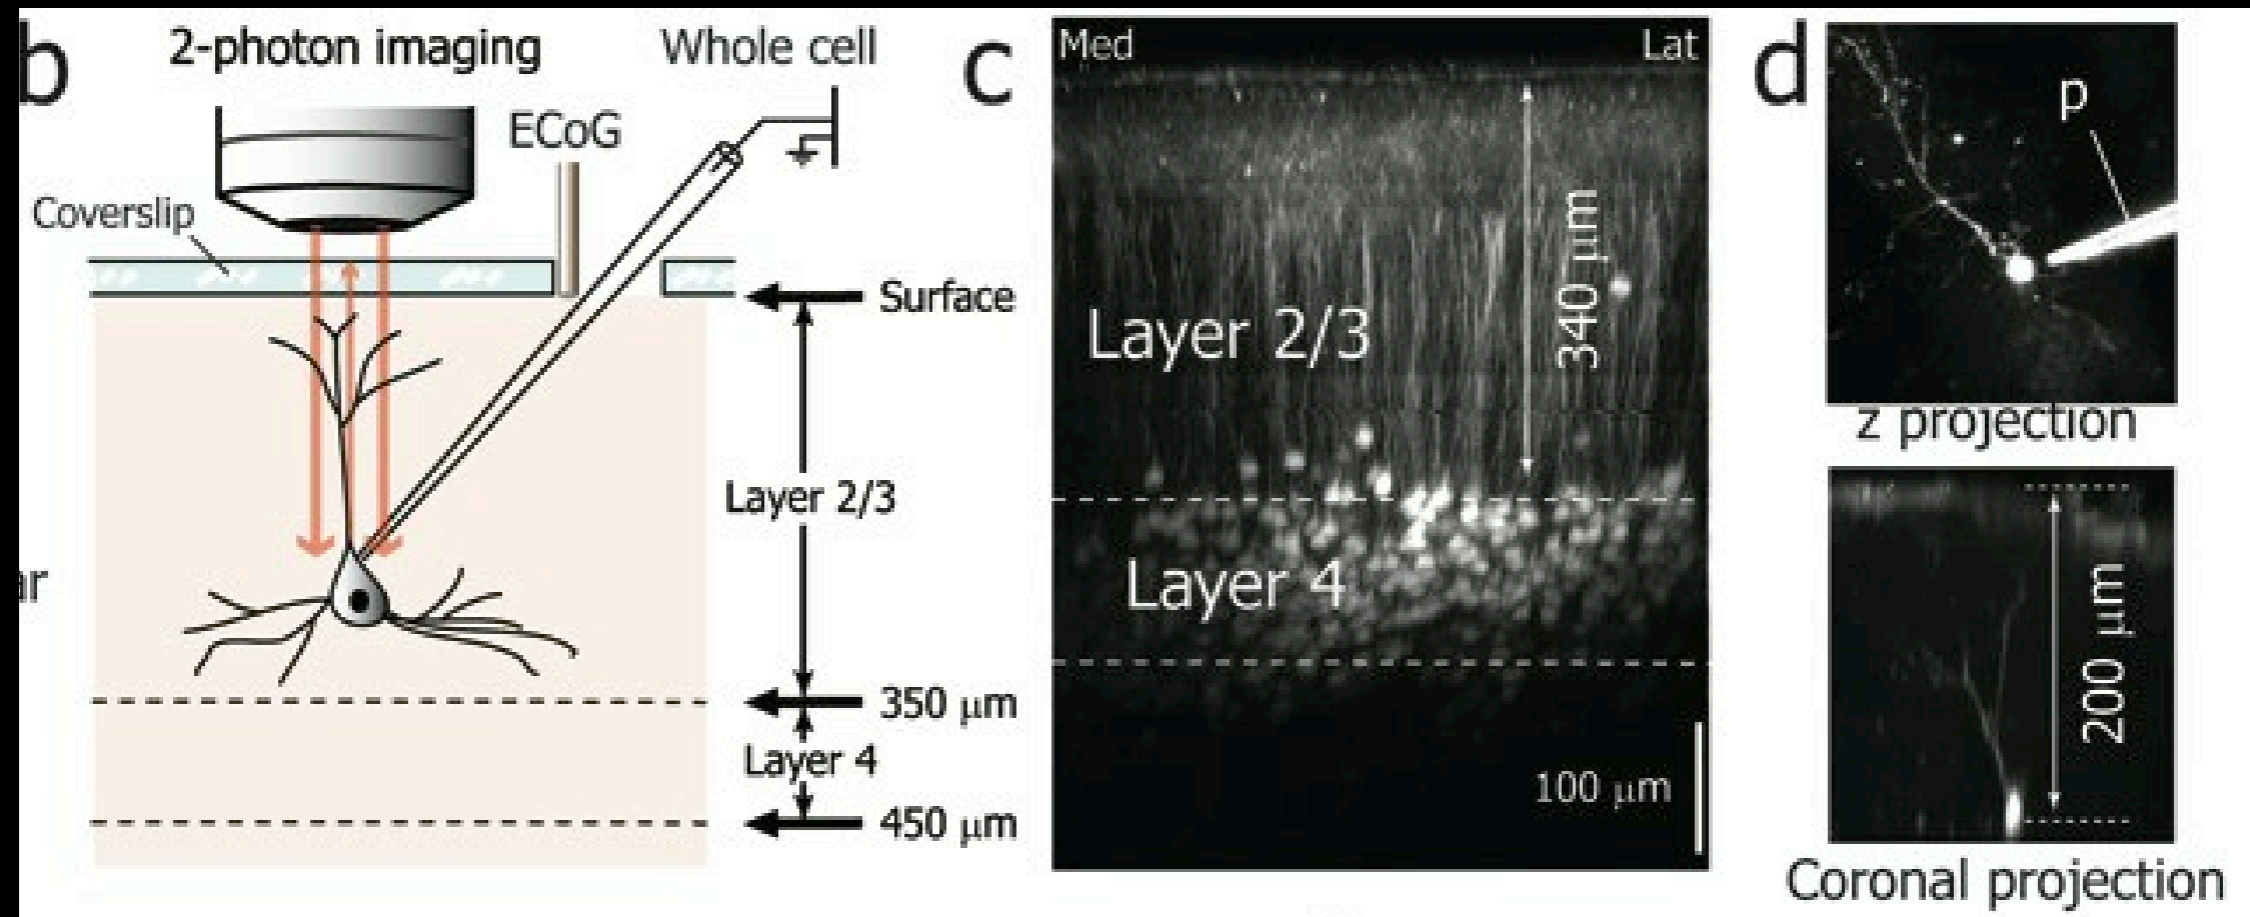 b
2-photon imaging
Whole cell
ECoG
Coverslip
Surface
Layer 2/3
350 μm
Layer 4
450 μm
ar
c
Med
Lat
340 μm
Layer 2/3
Layer 4
100 μm
d
p
z projection
200 μm
Coronal projection